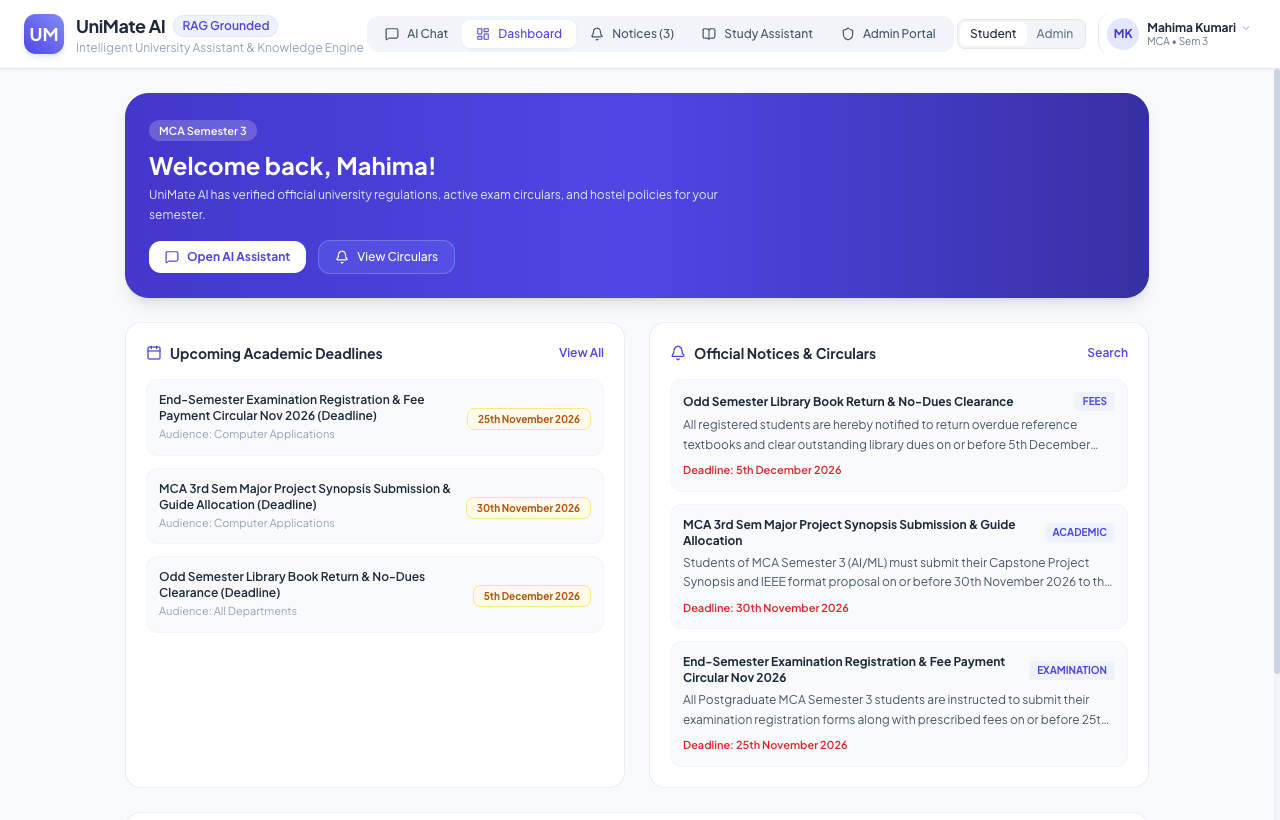 UM
UniMate AI
RAG Grounded
Intelligent University Assistant & Knowledge Engine
AI Chat
Dashboard
Notices (3)
Study Assistant
Admin Portal
Student
Admin
MK
Mahima Kumari
MCA • Sem 3
MCA Semester 3
Welcome back, Mahima!
UniMate AI has verified official university regulations, active exam circulars, and hostel policies for your
semester.
Open AI Assistant
View Circulars
Upcoming Academic Deadlines
View All
End-Semester Examination Registration & Fee
Payment Circular Nov 2026 (Deadline)
Audience: Computer Applications
25th November 2026
MCA 3rd Sem Major Project Synopsis Submission &
Guide Allocation (Deadline)
Audience: Computer Applications
30th November 2026
Odd Semester Library Book Return & No-Dues
Clearance (Deadline)
Audience: All Departments
5th December 2026
Official Notices & Circulars
Search
Odd Semester Library Book Return & No-Dues Clearance
FEES
All registered students are hereby notified to return overdue reference
textbooks and clear outstanding library dues on or before 5th December…
Deadline: 5th December 2026
MCA 3rd Sem Major Project Synopsis Submission & Guide
Allocation
ACADEMIC
Students of MCA Semester 3 (AI/ML) must submit their Capstone Project
Synopsis and IEEE format proposal on or before 30th November 2026 to th…
Deadline: 30th November 2026
End-Semester Examination Registration & Fee Payment
Circular Nov 2026
EXAMINATION
All Postgraduate MCA Semester 3 students are instructed to submit their
examination registration forms along with prescribed fees on or before 25t…
Deadline: 25th November 2026